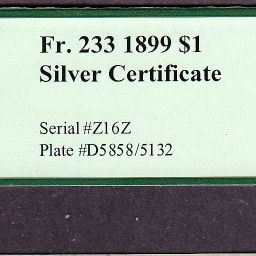 Fr. 233 1899 $1
Silver Certificate
Serial #Z16Z
Plate #D5858/5132